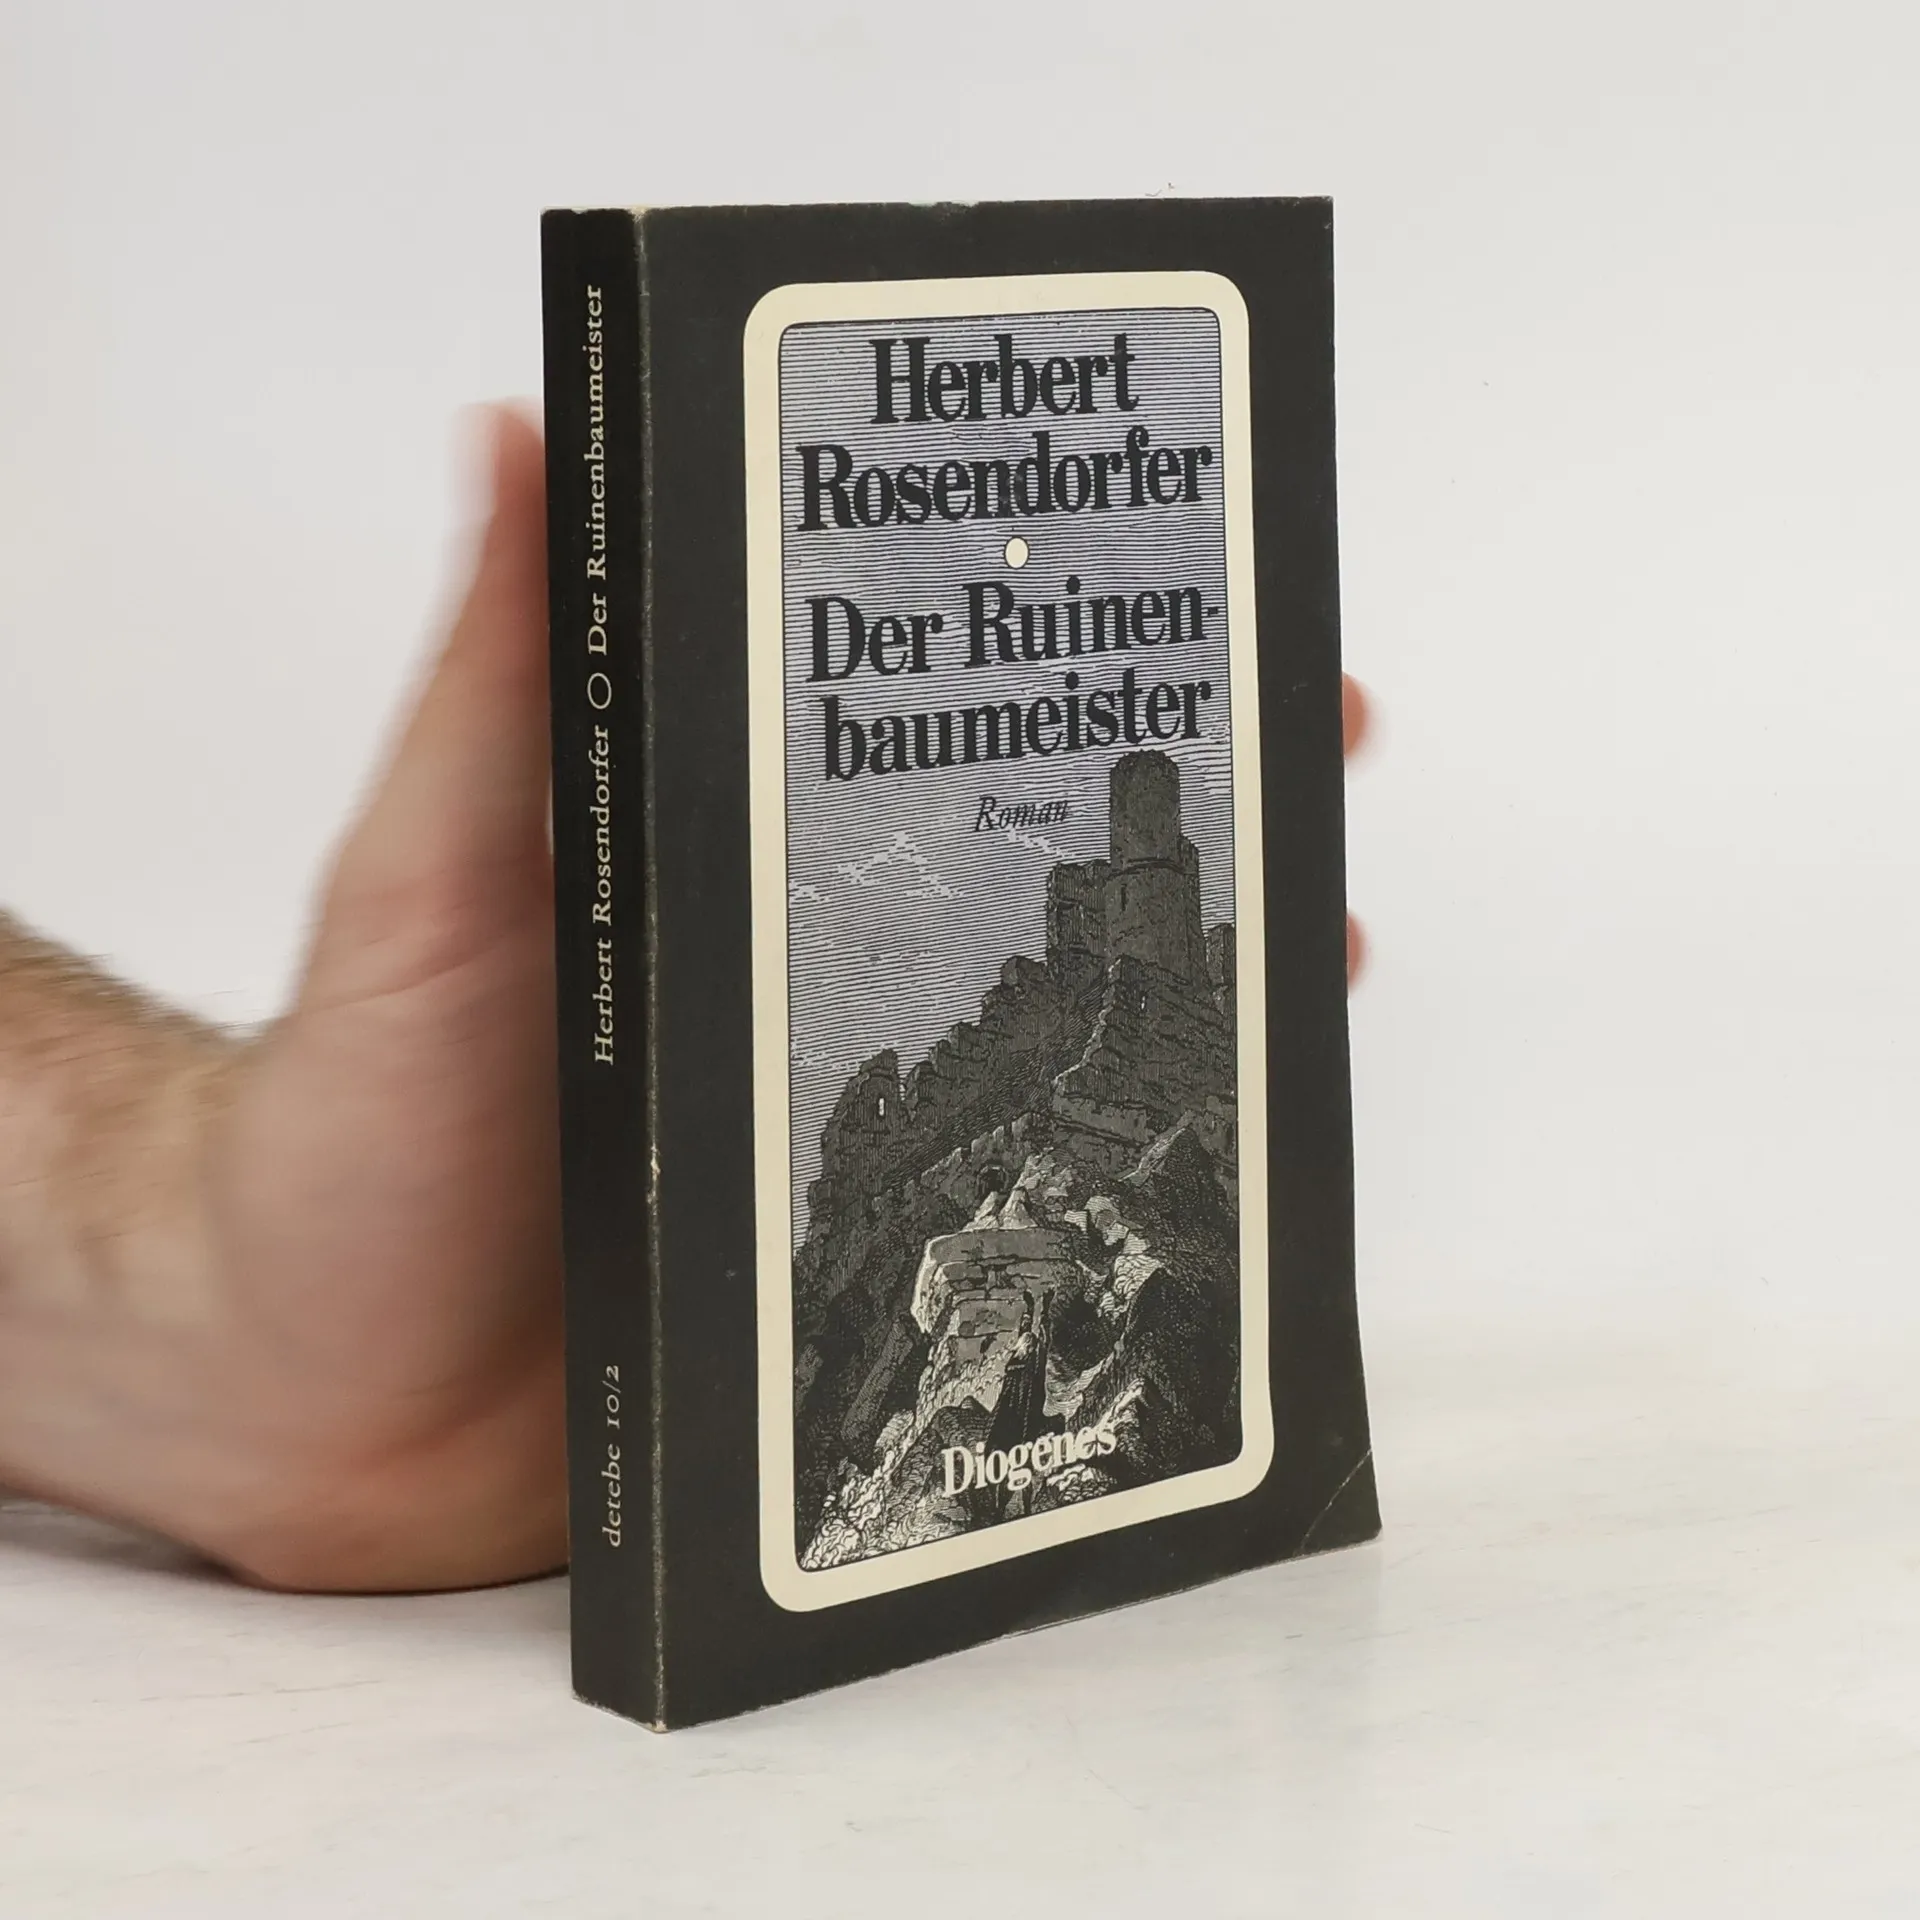 Herbert
Rosendorfer
Der Ruinen-
baumeister
Roman
Diogenes
Herbert Rosendorfer ○ Der Ruinenbaumeister
detebe 10/2